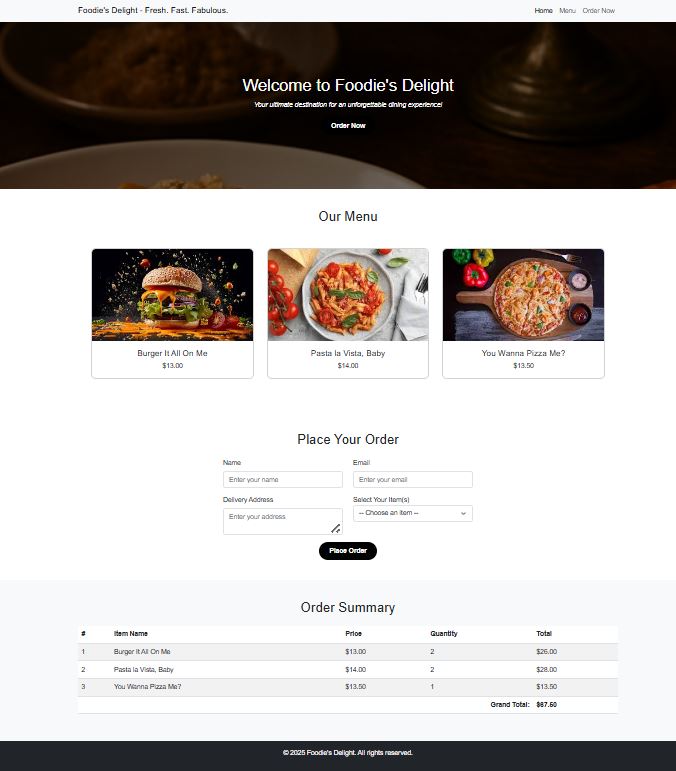 Foodie's Delight - Fresh. Fast. Fabulous. Home Menu Order Now
Welcome to Foodie's Delight
Your ultimate destination for an unforgettable dining experience!
Order Now
Our Menu
Burger It All On Me
$13.00
Pasta la Vista, Baby
$14.00
You Wanna Pizza Me?
$13.50
Place Your Order
Name
Enter your name
Email
Enter your email
Delivery Address
Enter your address
Select Your Item(s)
-- Choose an item --
Place Order
Order Summary
# Item Name Price Quantity Total
1 Burger It All On Me $13.00 2 $26.00
2 Pasta la Vista, Baby $14.00 2 $28.00
3 You Wanna Pizza Me? $13.50 1 $13.50
Grand Total: $67.50
© 2025 Foodie's Delight. All rights reserved.